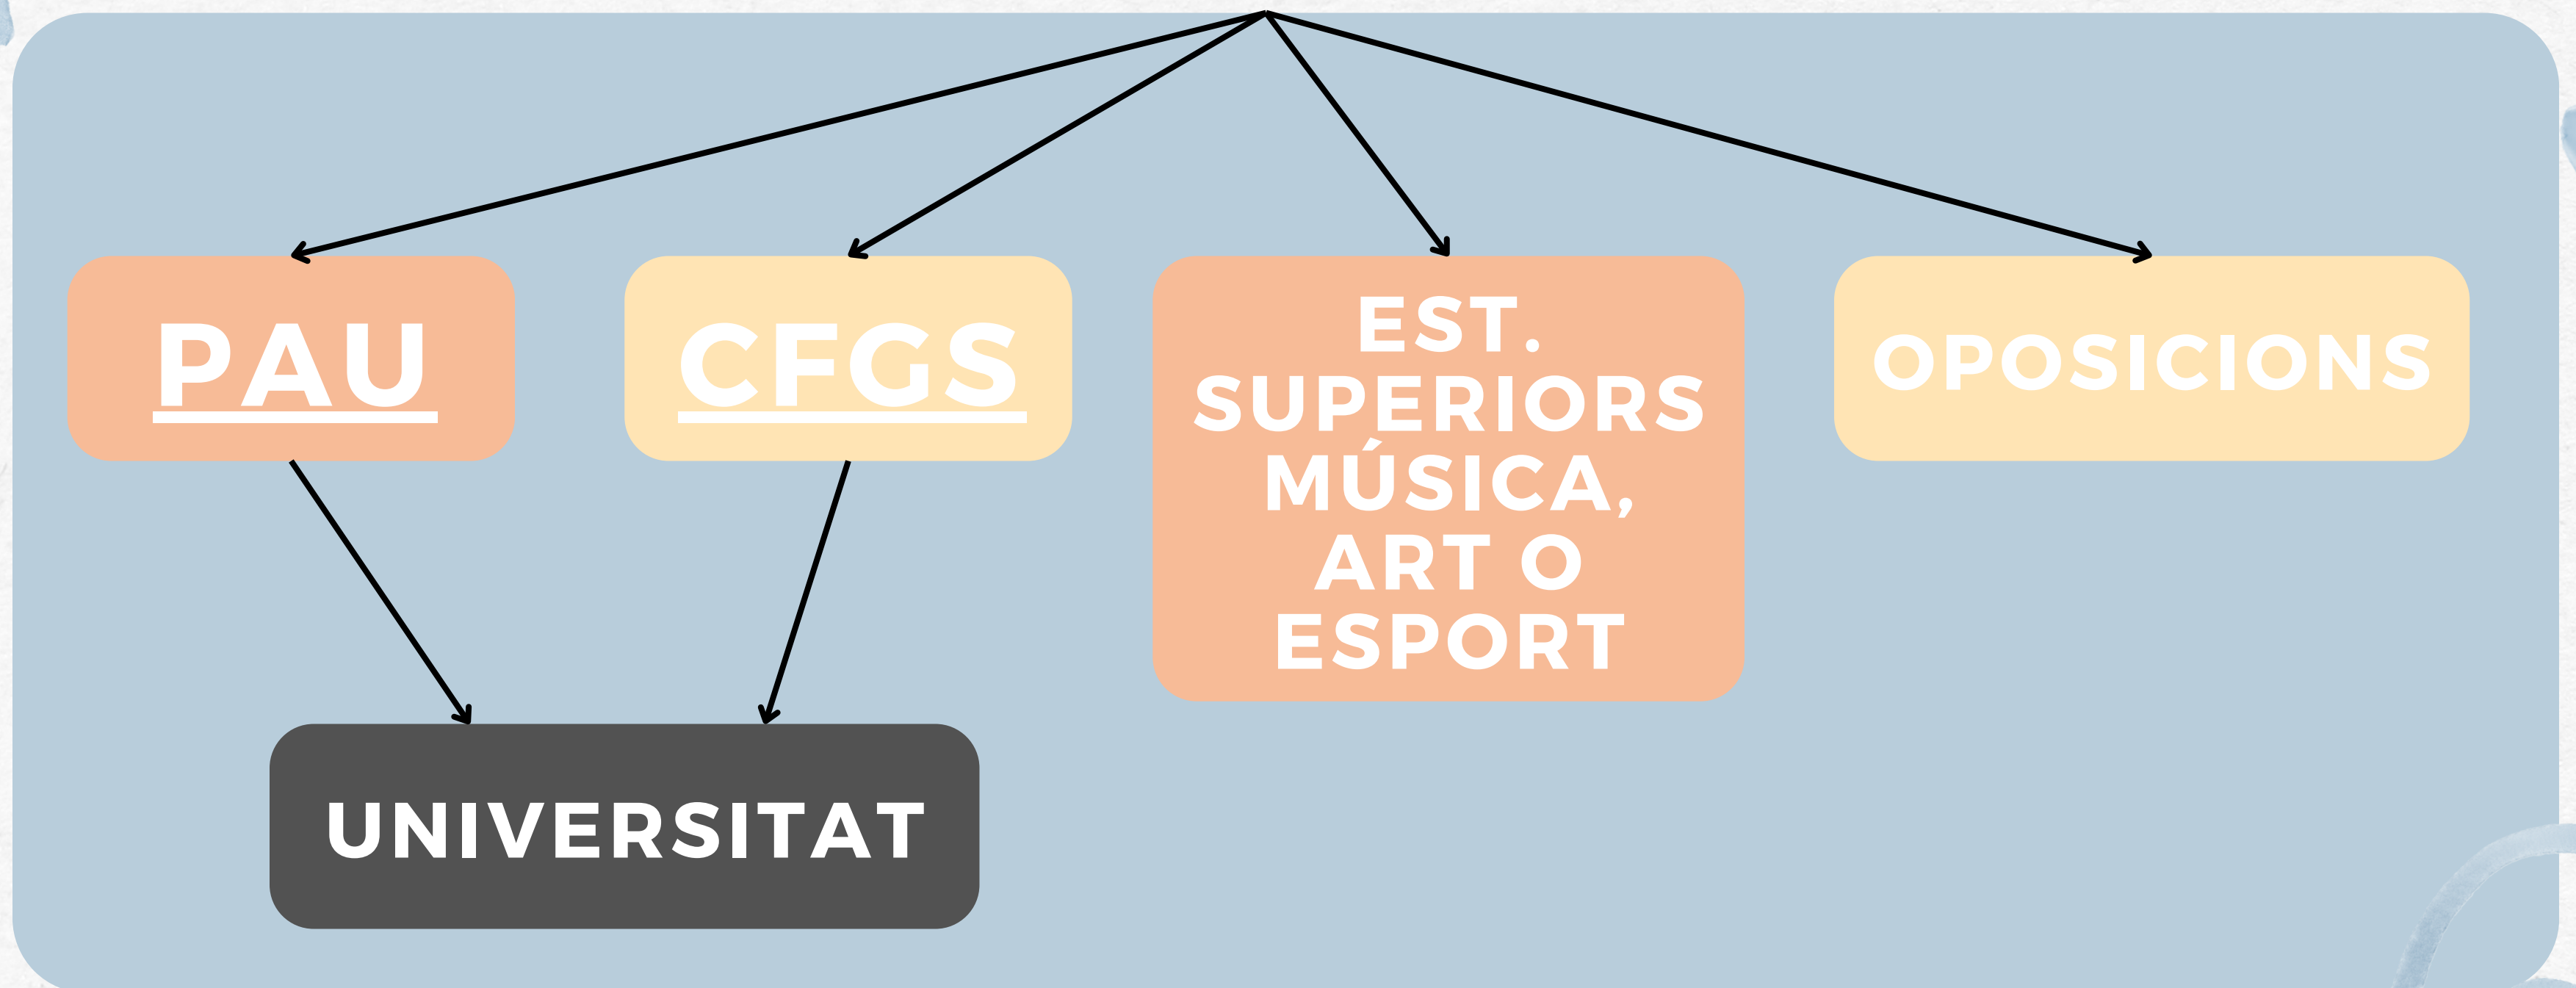 PAU
CFGS
EST.
SUPERIORS
MÚSICA,
ART O
ESPORT
OPOSICIONS
UNIVERSITAT